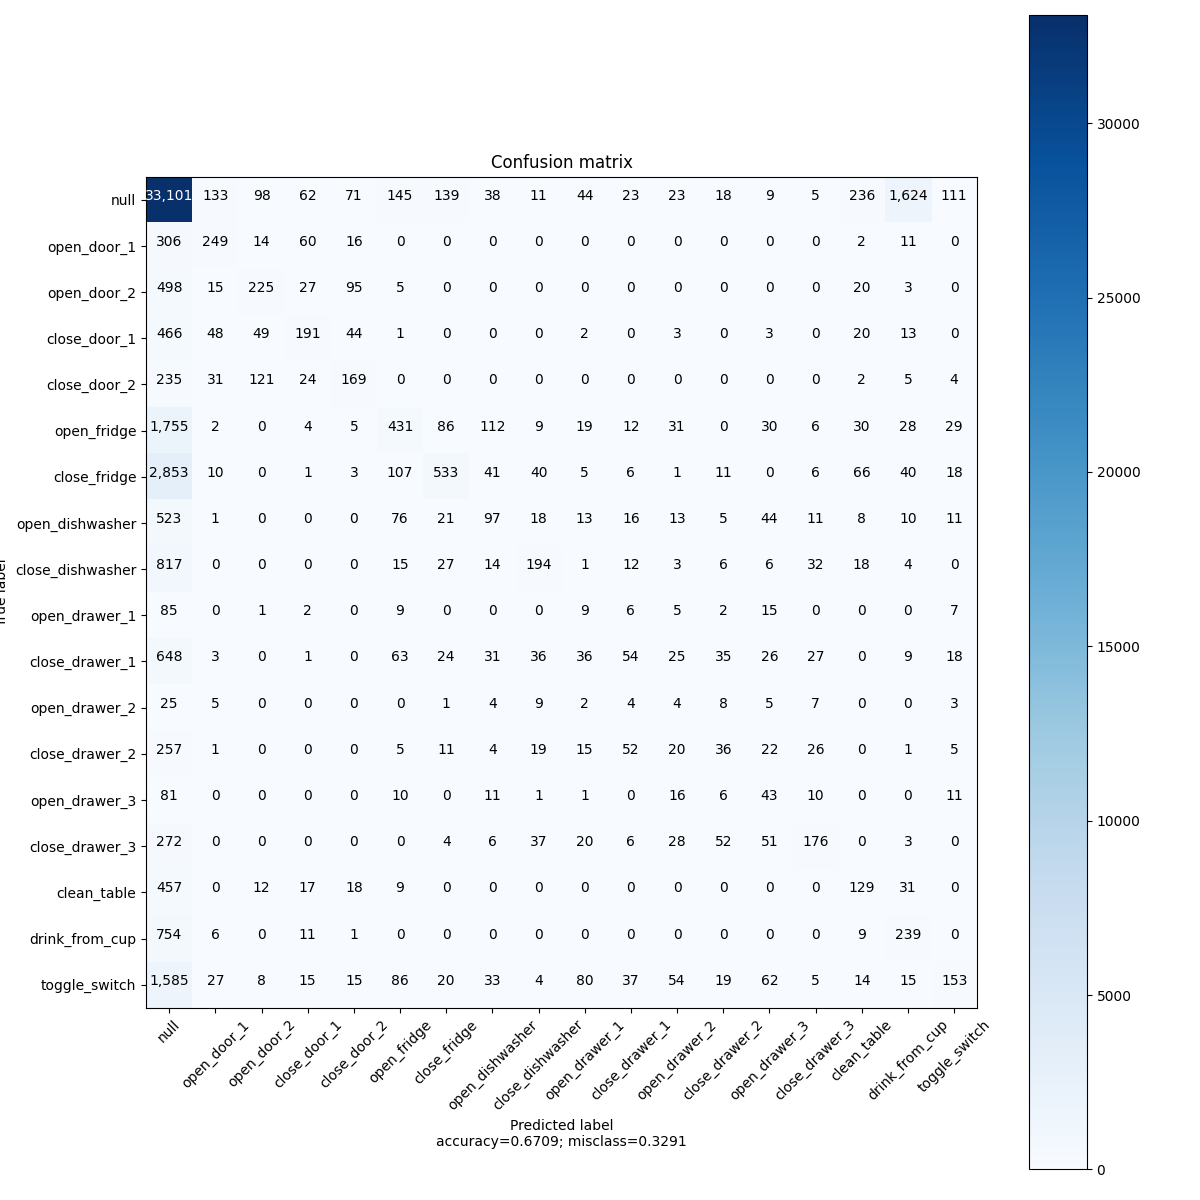 Confusion matrix
null 33,101 133 98 62 71 145 139 38 11 44 23 23 18 9 5 236 1,624 111
open_door_1 306 249 14 60 16 0 0 0 0 0 0 0 0 0 0 2 11 0
open_door_2 498 15 225 27 95 5 0 0 0 0 0 0 0 0 0 20 3 0
close_door_1 466 48 49 191 44 1 0 0 0 2 0 3 0 3 0 20 13 0
close_door_2 235 31 121 24 169 0 0 0 0 0 0 0 0 0 0 2 5 4
open_fridge 1,755 2 0 4 5 431 86 112 9 19 12 31 0 30 6 30 28 29
close_fridge 2,853 10 0 1 3 107 533 41 40 5 6 1 11 0 6 66 40 18
open_dishwasher 523 1 0 0 0 76 21 97 18 13 16 13 5 44 11 8 10 11
close_dishwasher 817 0 0 0 0 15 27 14 194 1 12 3 6 6 32 18 4 0
open_drawer_1 85 0 1 2 0 9 0 0 0 9 6 5 2 15 0 0 0 7
close_drawer_1 648 3 0 1 0 63 24 31 36 36 54 25 35 26 27 0 9 18
open_drawer_2 25 5 0 0 0 0 1 4 9 2 4 4 8 5 7 0 0 3
close_drawer_2 257 1 0 0 0 5 11 4 19 15 52 20 36 22 26 0 1 5
open_drawer_3 81 0 0 0 0 10 0 11 1 1 0 16 6 43 10 0 0 11
close_drawer_3 272 0 0 0 0 0 4 6 37 20 6 28 52 51 176 0 3 0
clean_table 457 0 12 17 18 9 0 0 0 0 0 0 0 0 0 129 31 0
drink_from_cup 754 6 0 11 1 0 0 0 0 0 0 0 0 0 0 9 239 0
toggle_switch 1,585 27 8 15 15 86 20 33 4 80 37 54 19 62 5 14 15 153
null open_door_1 open_door_2 close_door_1 close_door_2 open_fridge close_fridge open_dishwasher close_dishwasher open_drawer_1 close_drawer_1 open_drawer_2 close_drawer_2 open_drawer_3 close_drawer_3 clean_table drink_from_cup toggle_switch
Predicted label
accuracy=0.6709; misclass=0.3291
30000
25000
20000
15000
10000
5000
0